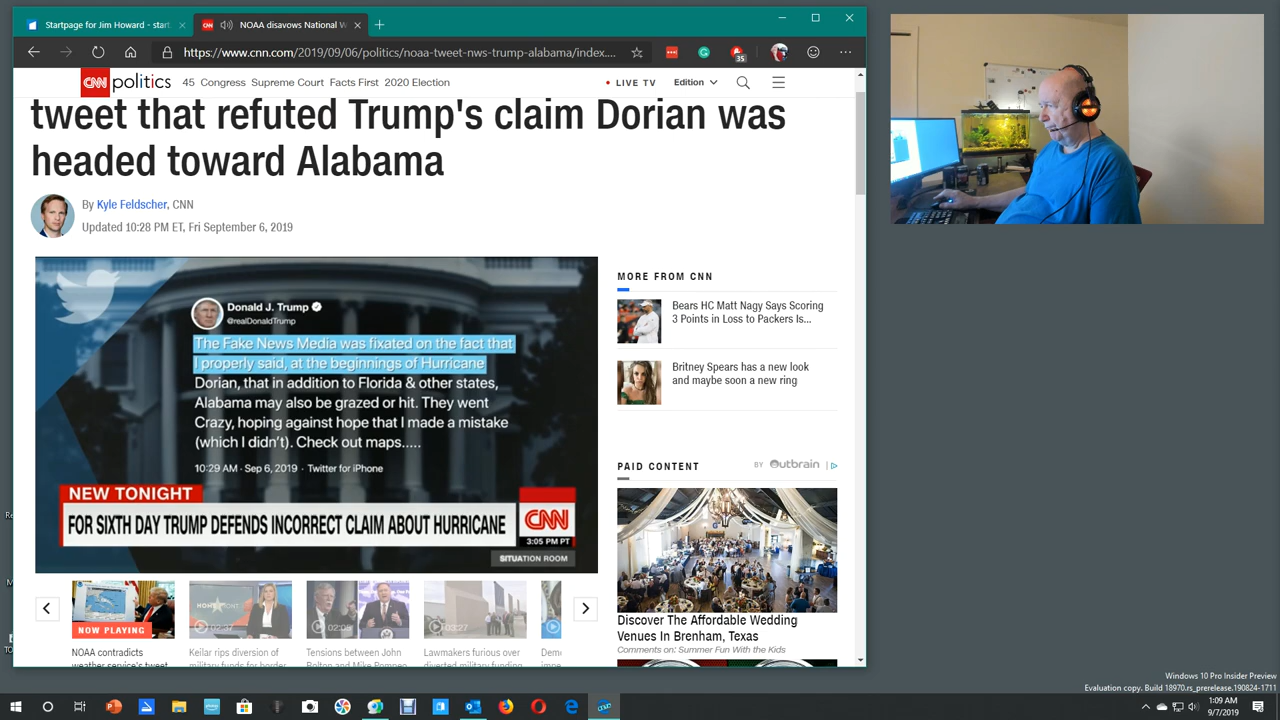 Startpage for Jim Howard - star
NOAA disavows National W
https://www.cnn.com/2019/09/06/politics/noaa-tweet-nws-trump-alabama/index....
35
CNN politics 45 Congress Supreme Court Facts First 2020 Election
LIVE TV Edition
tweet that refuted Trump's claim Dorian was
headed toward Alabama
By Kyle Feldscher, CNN
Updated 10:28 PM ET, Fri September 6, 2019
Donald J. Trump
@realDonaldTrump
The Fake News Media was fixated on the fact that
I properly said, at the beginnings of Hurricane
Dorian, that in addition to Florida & other states,
Alabama may also be grazed or hit. They went
Crazy, hoping against hope that I made a mistake
(which I didn't). Check out maps.....
10:29 AM · Sep 6, 2019 · Twitter for iPhone
NEW TONIGHT
FOR SIXTH DAY TRUMP DEFENDS INCORRECT CLAIM ABOUT HURRICANE
CNN
3:05 PM PT
SITUATION ROOM
NOW PLAYING
02:37
02:05
03:27
NOAA contradicts
weather service's tweet
Keilar rips diversion of
military funds for border
Tensions between John
Bolton and Mike Pompeo
Lawmakers furious over
diverted military funding
MORE FROM CNN
Bears HC Matt Nagy Says Scoring
3 Points in Loss to Packers Is...
Britney Spears has a new look
and maybe soon a new ring
PAID CONTENT
BY Outbrain
Discover The Affordable Wedding
Venues In Brenham, Texas
Comments on: Summer Fun With the Kids
Windows 10 Pro Insider Preview
Evaluation copy. Build 18970.rs_prerelease.190824-1711
1:09 AM
9/7/2019